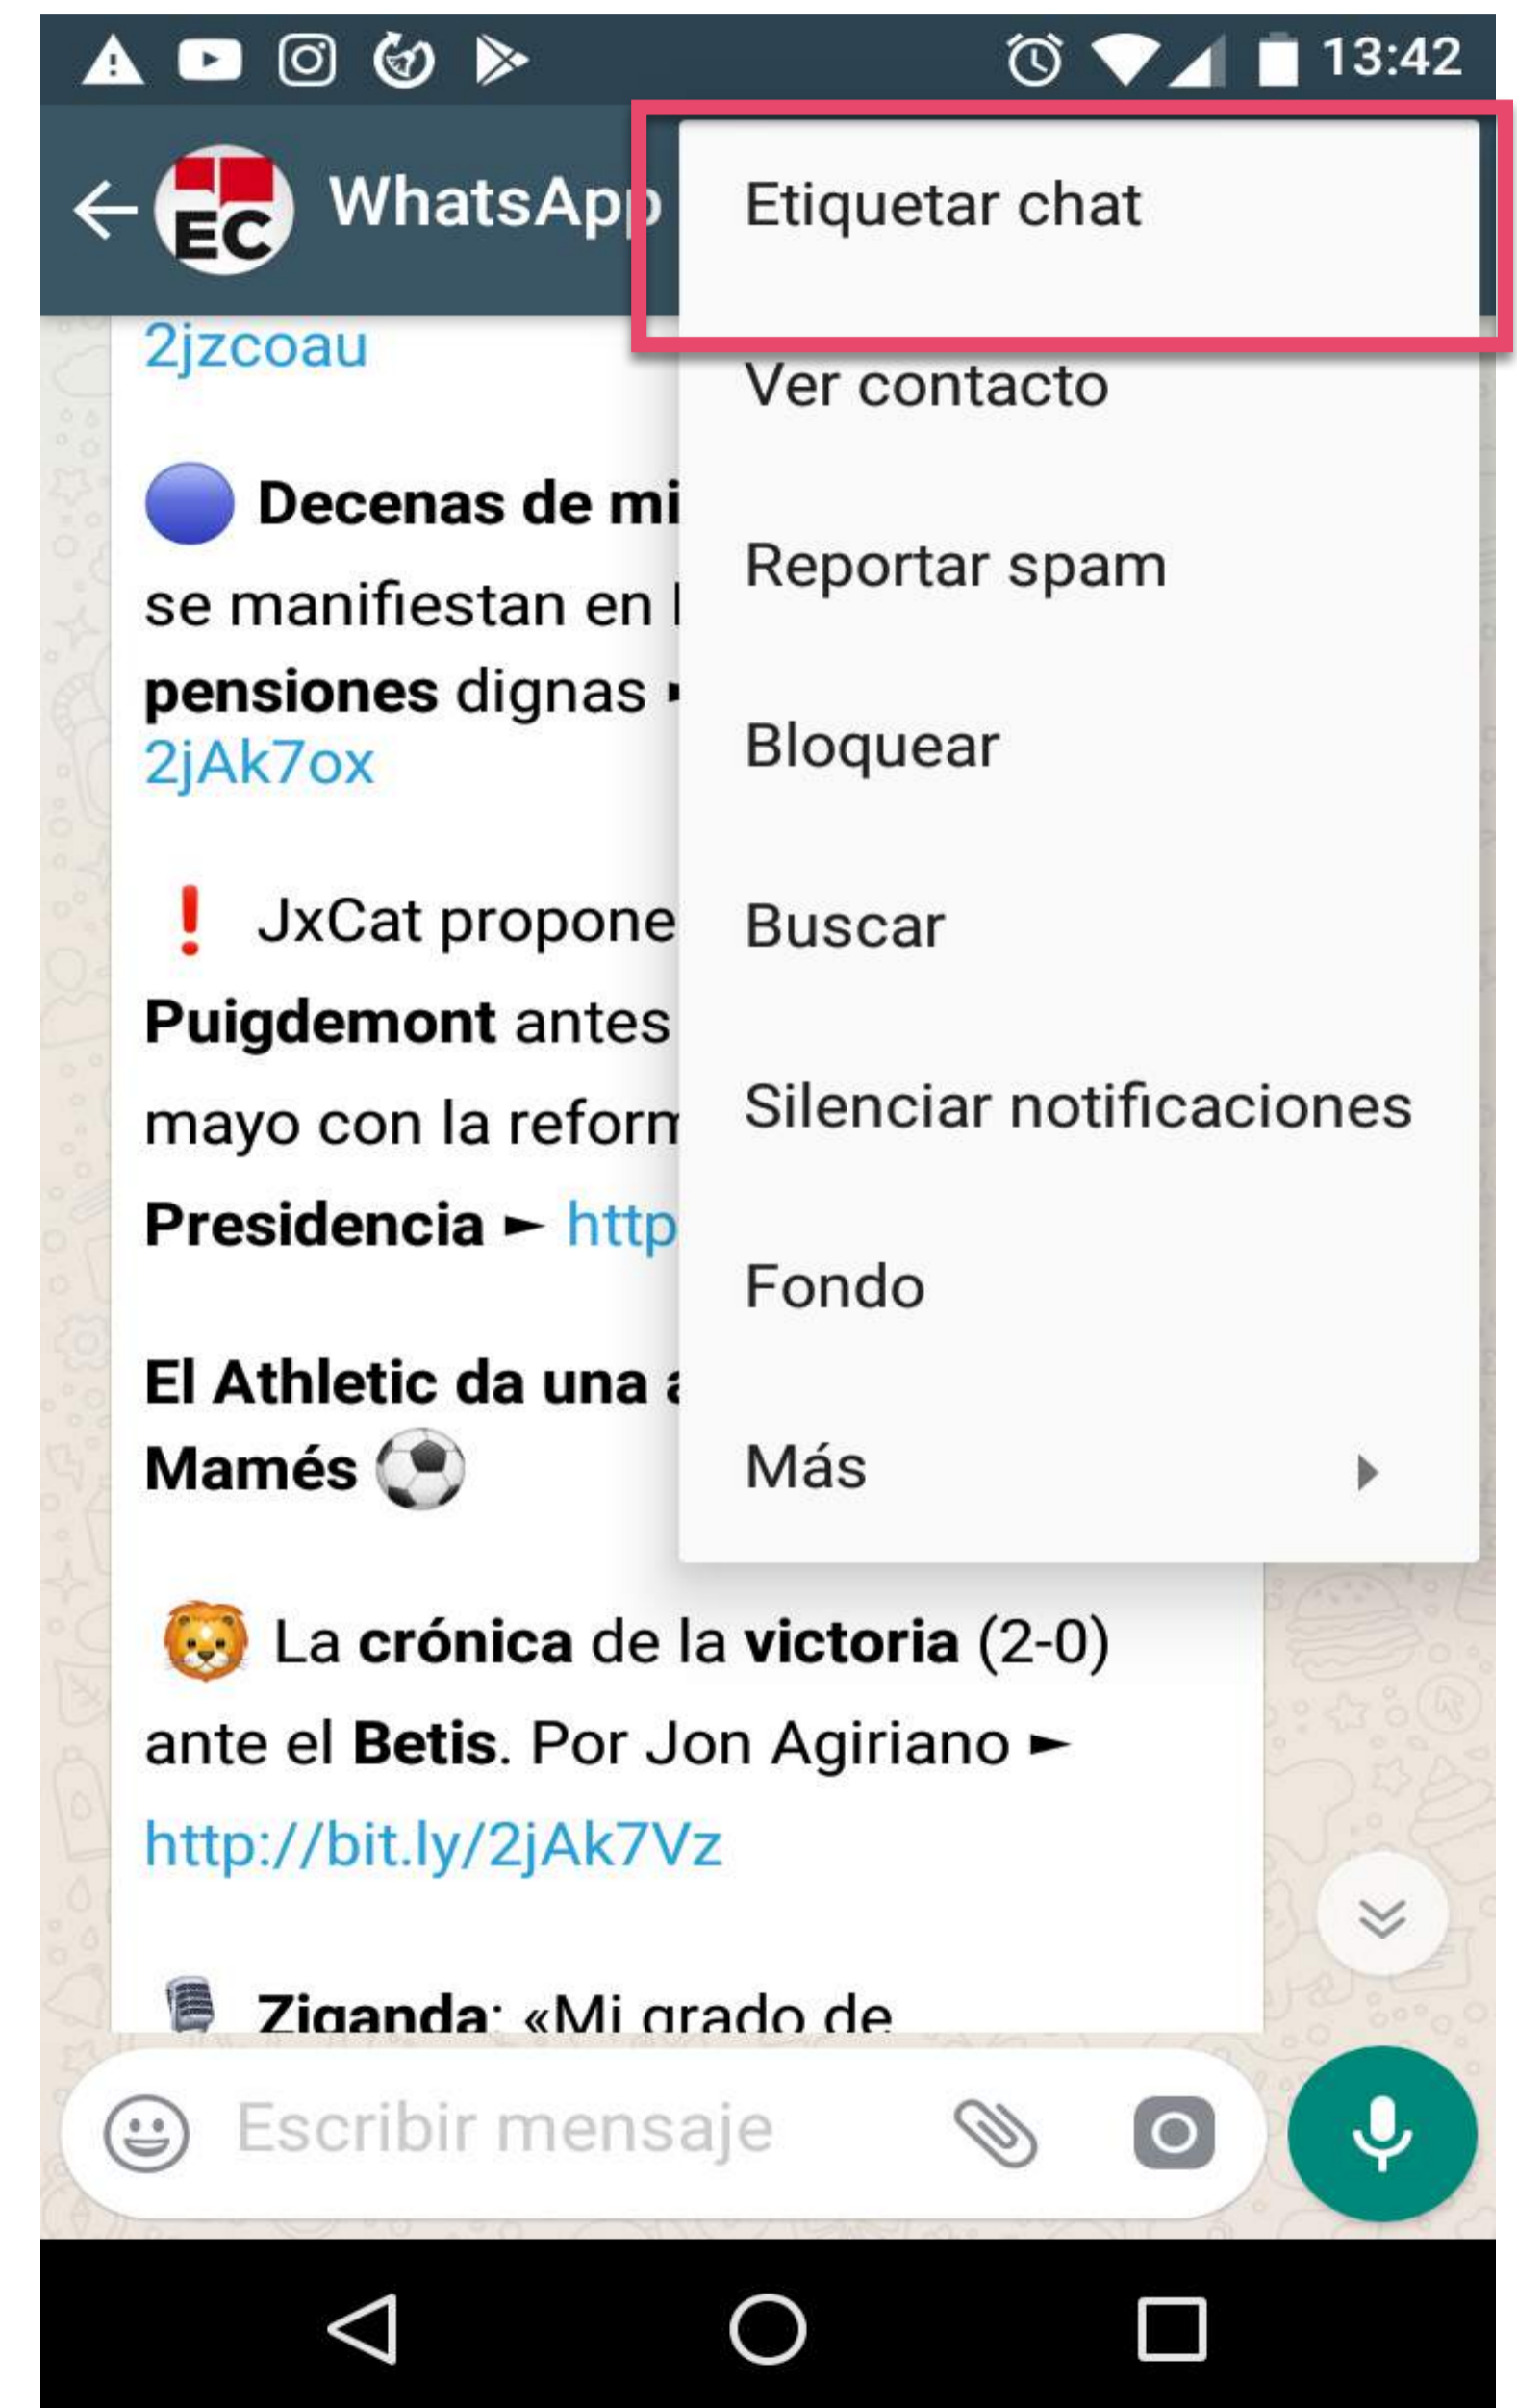 13:42
EC
WhatsApp
Etiquetar chat
Ver contacto
Reportar spam
Bloquear
Buscar
Silenciar notificaciones
Fondo
Más
2jzcoau
Decenas de mi
se manifiestan en
pensiones dignas ►
2jAk7ox
❗ JxCat propone
Puigdemont antes
mayo con la reform
Presidencia ► http
El Athletic da una a
Mamés ⚽
🦁 La crónica de la victoria (2-0)
ante el Betis. Por Jon Agiriano ►
http://bit.ly/2jAk7Vz
🎙 Ziganda: «Mi grado de
Escribir mensaje